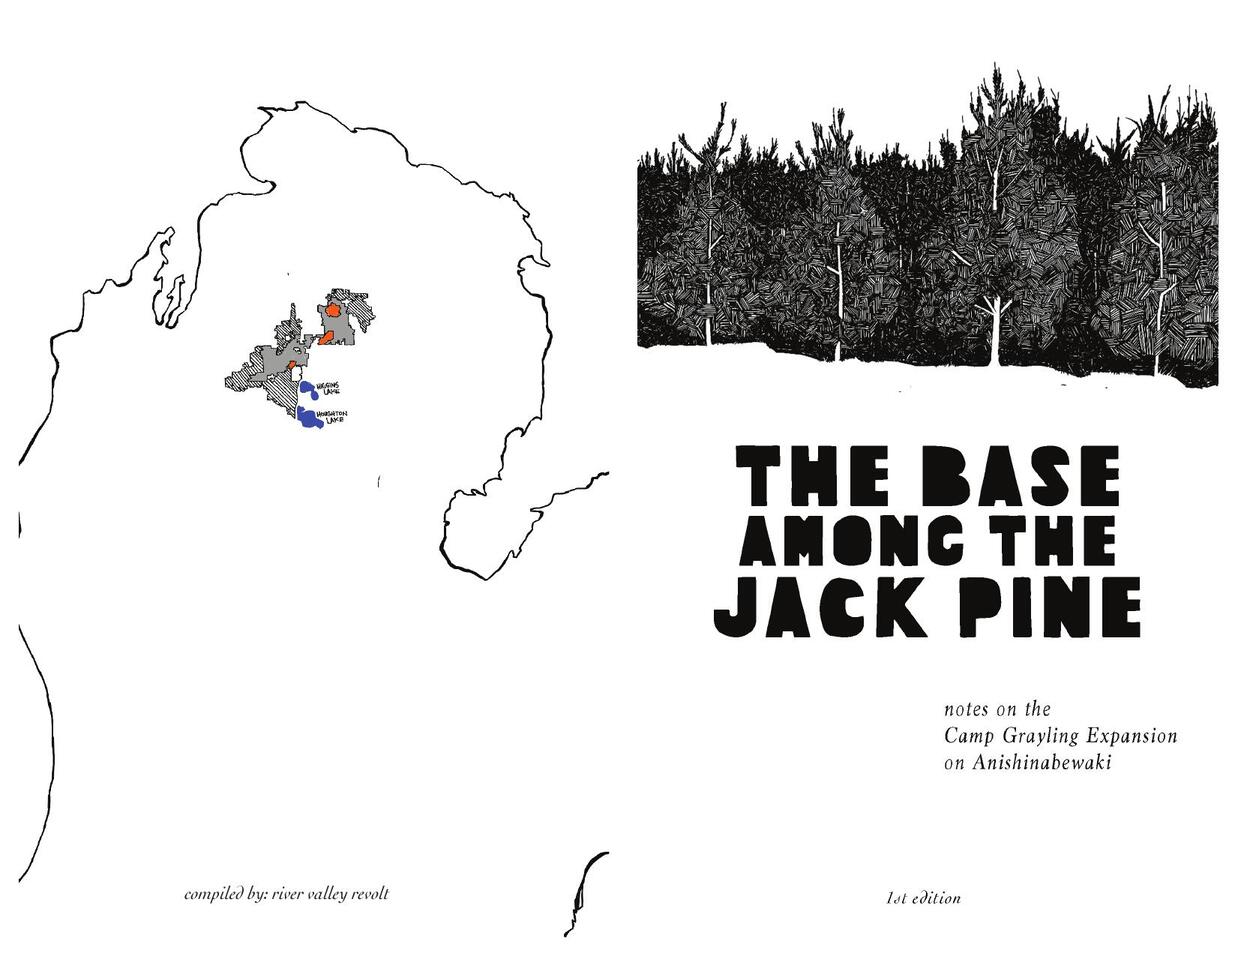 HIGGINS
LAKE
HOUGHTON
LAKE
compiled by: river valley revolt
THE BASE
AMONG THE
JACK PINE
notes on the
Camp Grayling Expansion
on Anishinabewaki
1st edition